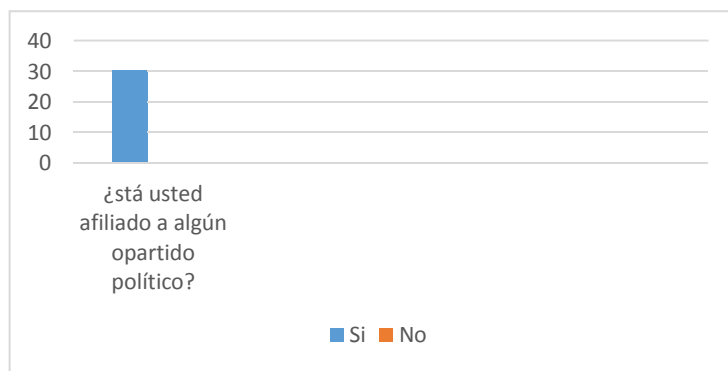 40
30
20
10
0
¿stá usted
afiliado a algún
opartido
político?
Si No